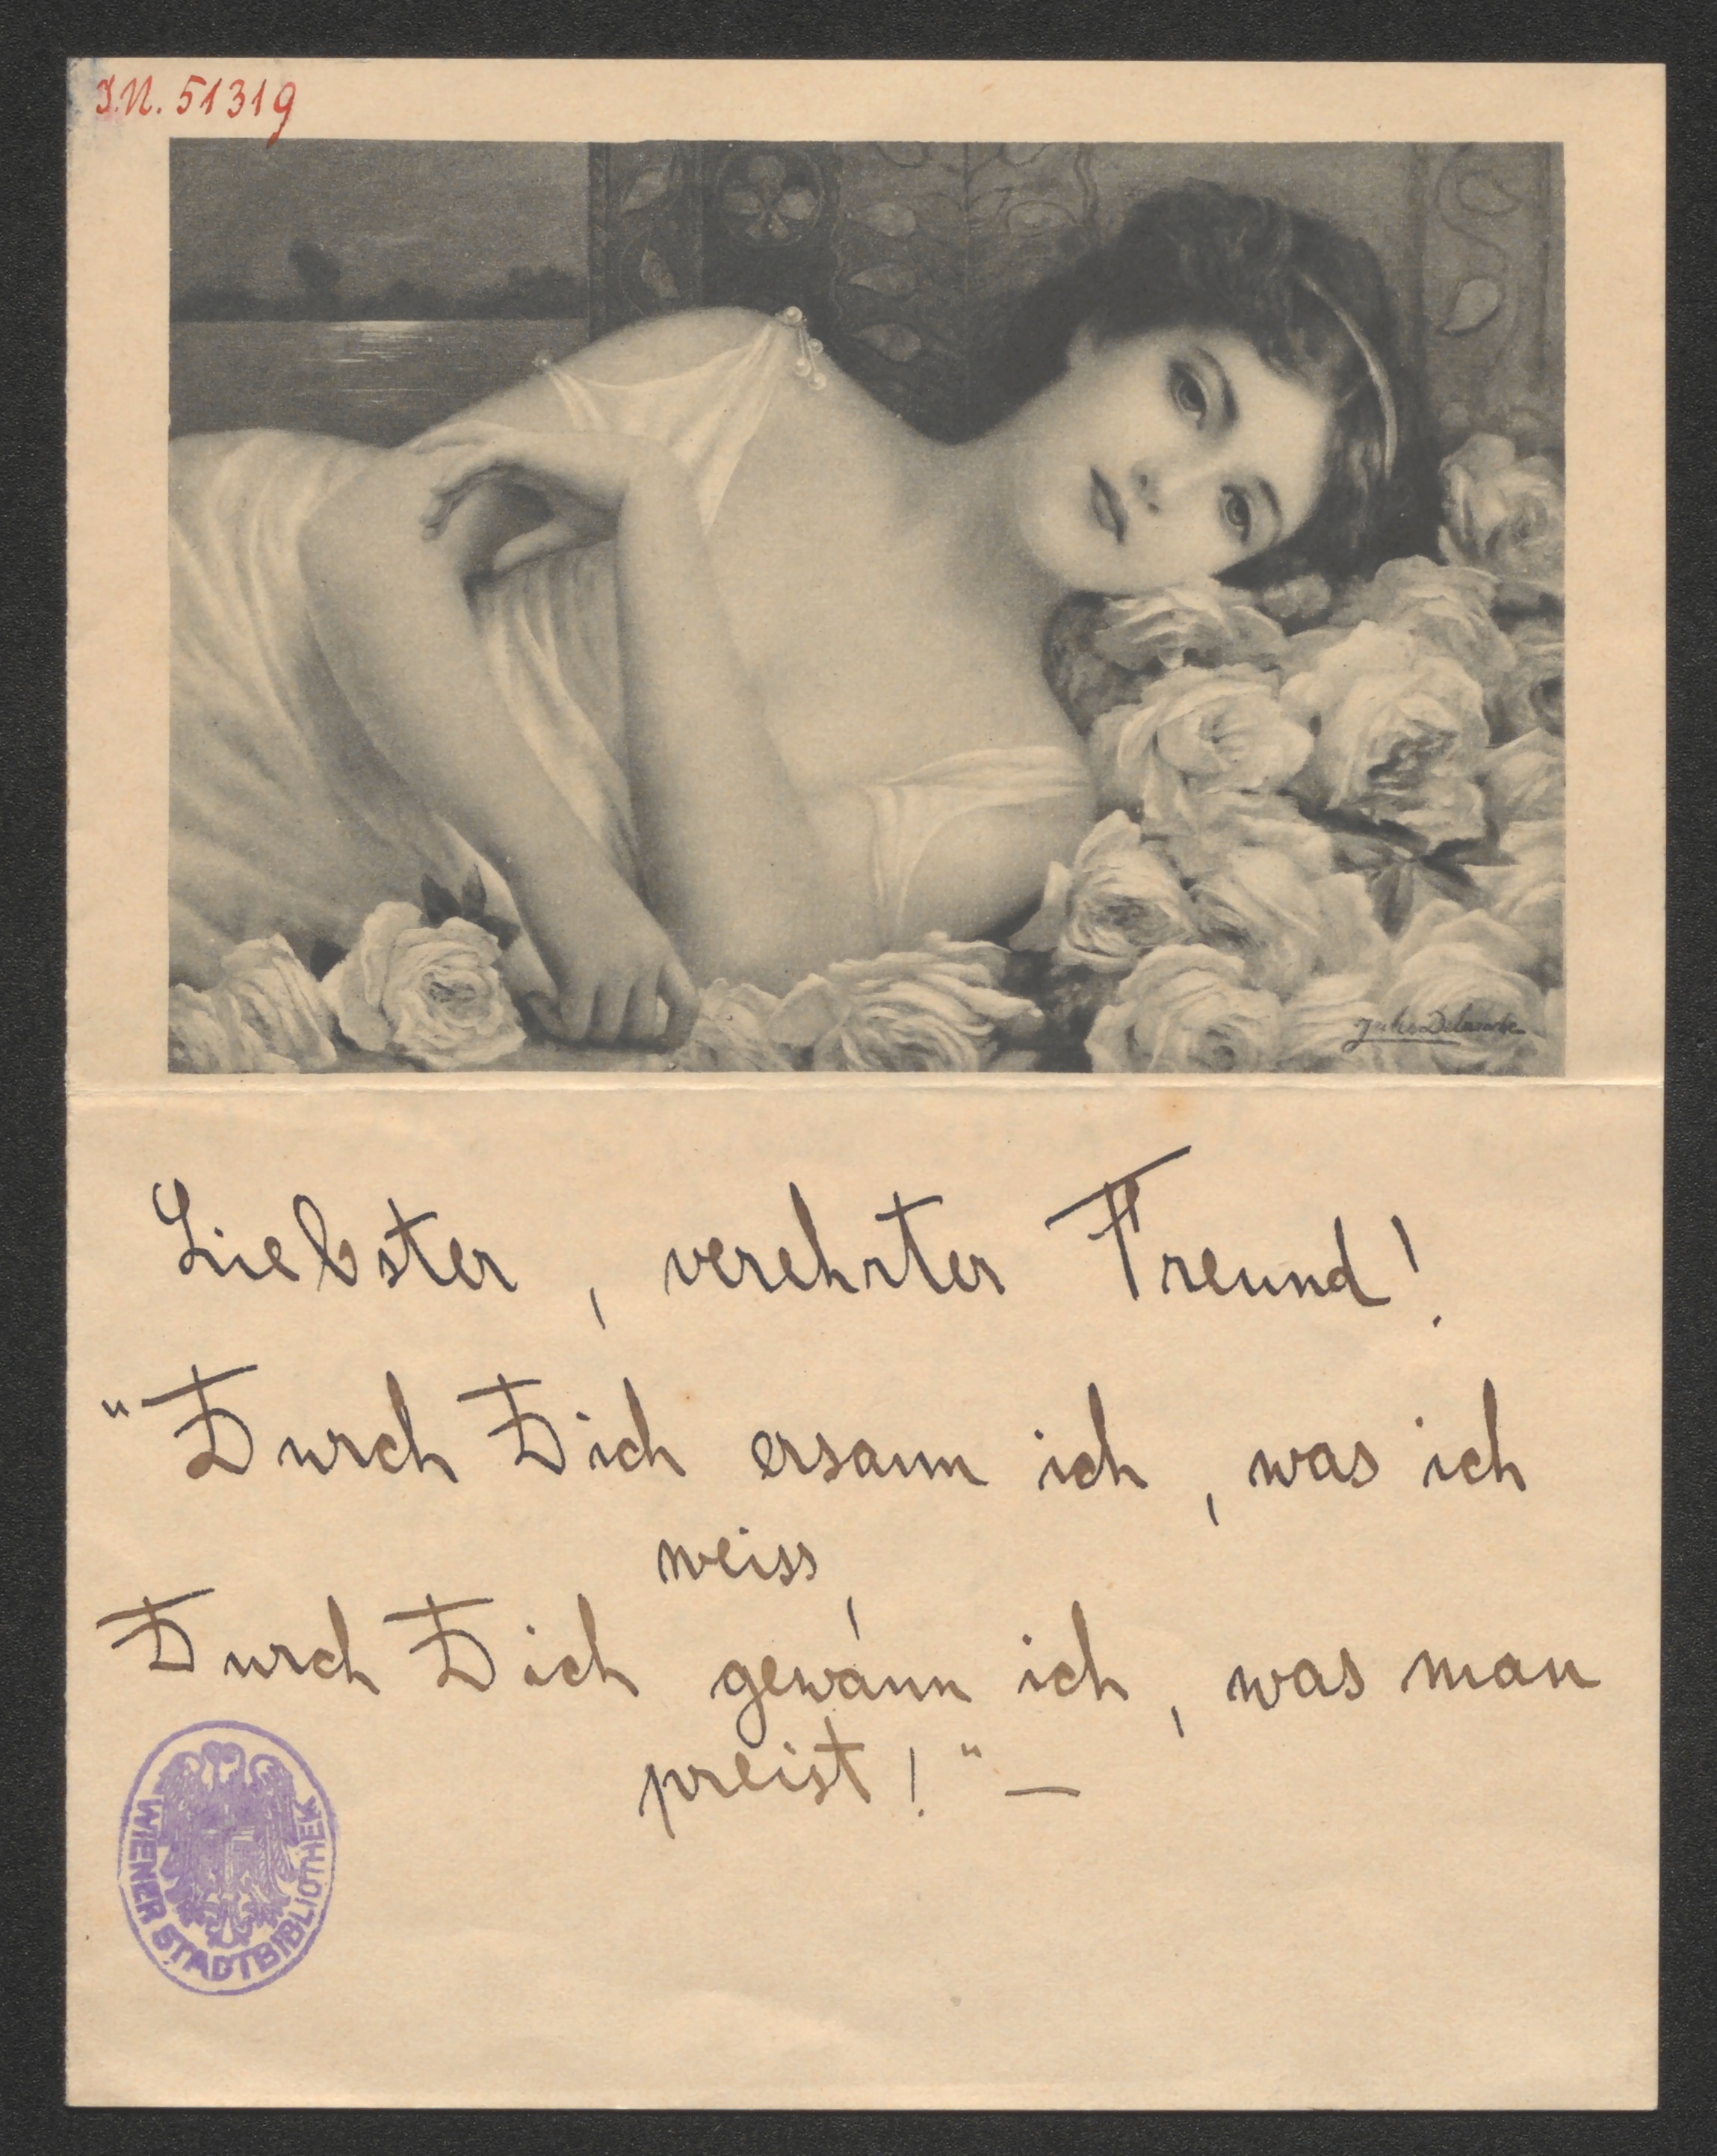 I.N. 51319
Liebster, verehrter Freund!
"Durch Dich ersann ich, was ich
weiss,
Durch Dich gewánn ich, was man
preist!" —
WIENER STADTBIBLIOTHEK